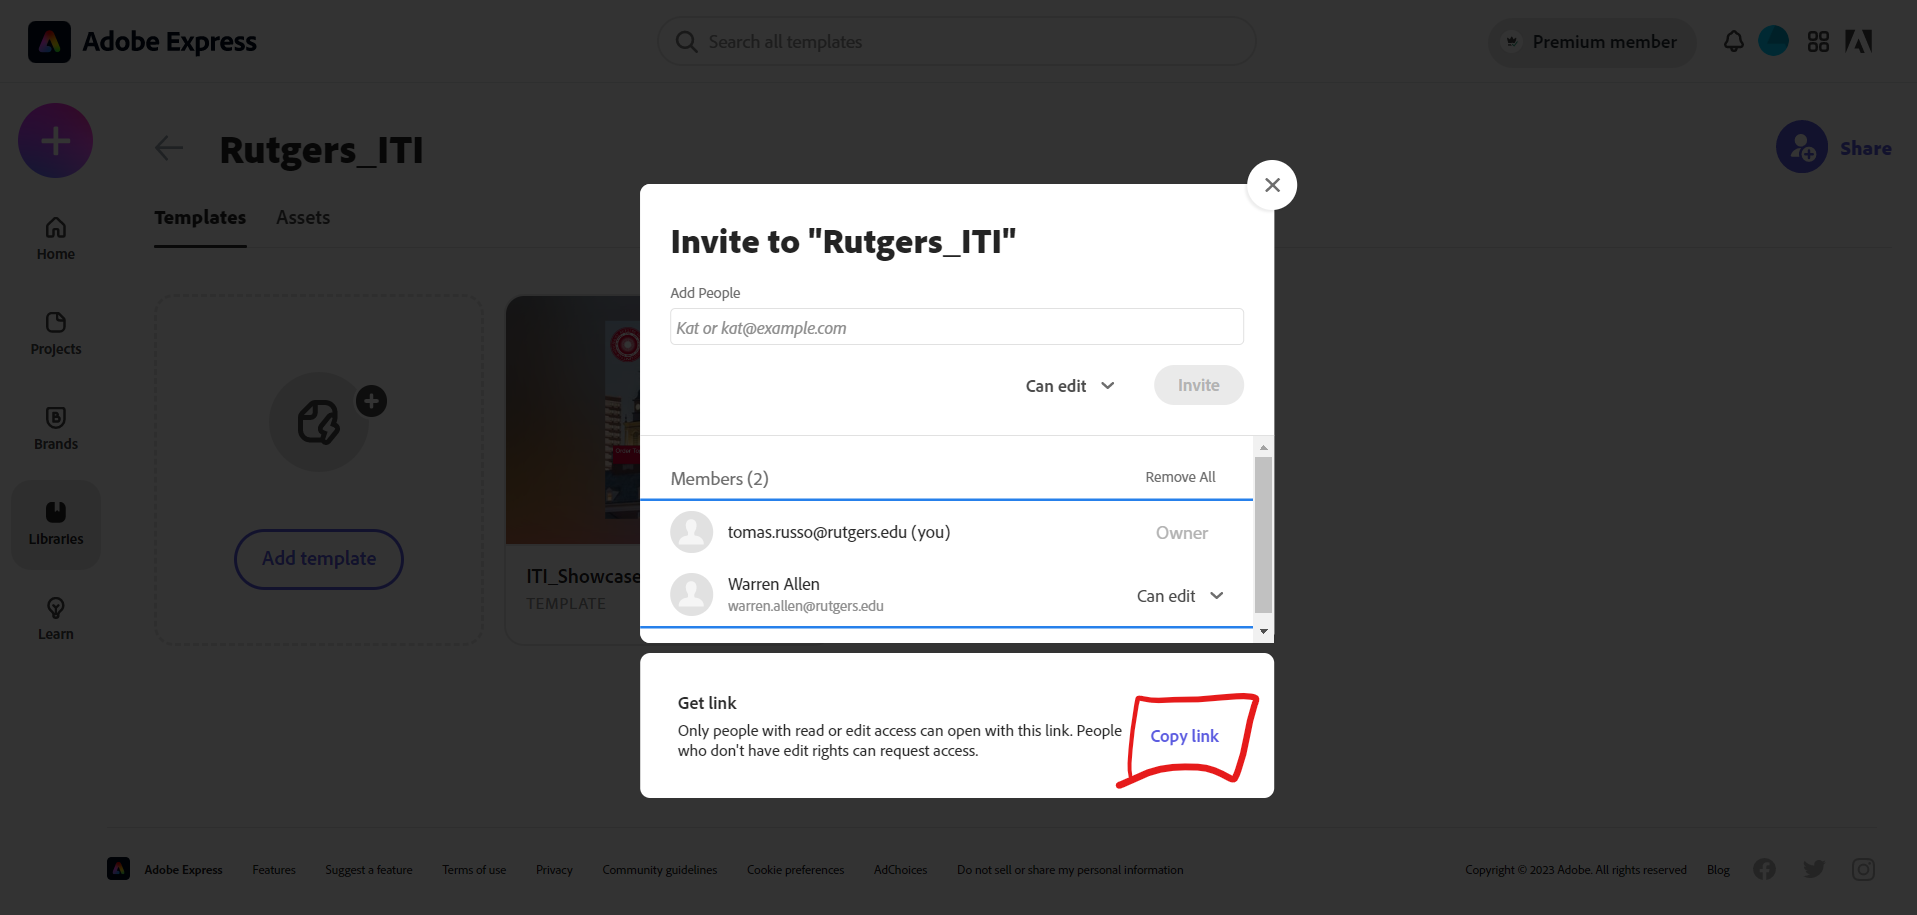 Adobe Express
Search all templates
Premium member
Rutgers_ITI
Share
Templates
Assets
Home
Projects
Brands
Libraries
Learn
Add template
ITI_Showcase
TEMPLATE
Invite to "Rutgers_ITI"
Add People
Kat or kat@example.com
Can edit
Invite
Members (2)
Remove All
tomas.russo@rutgers.edu (you)
Owner
Warren Allen
warren.allen@rutgers.edu
Can edit
Get link
Only people with read or edit access can open with this link. People
who don't have edit rights can request access.
Copy link
Adobe Express
Features
Suggest a feature
Terms of use
Privacy
Community guidelines
Cookie preferences
AdChoices
Do not sell or share my personal information
Copyright © 2023 Adobe. All rights reserved
Blog